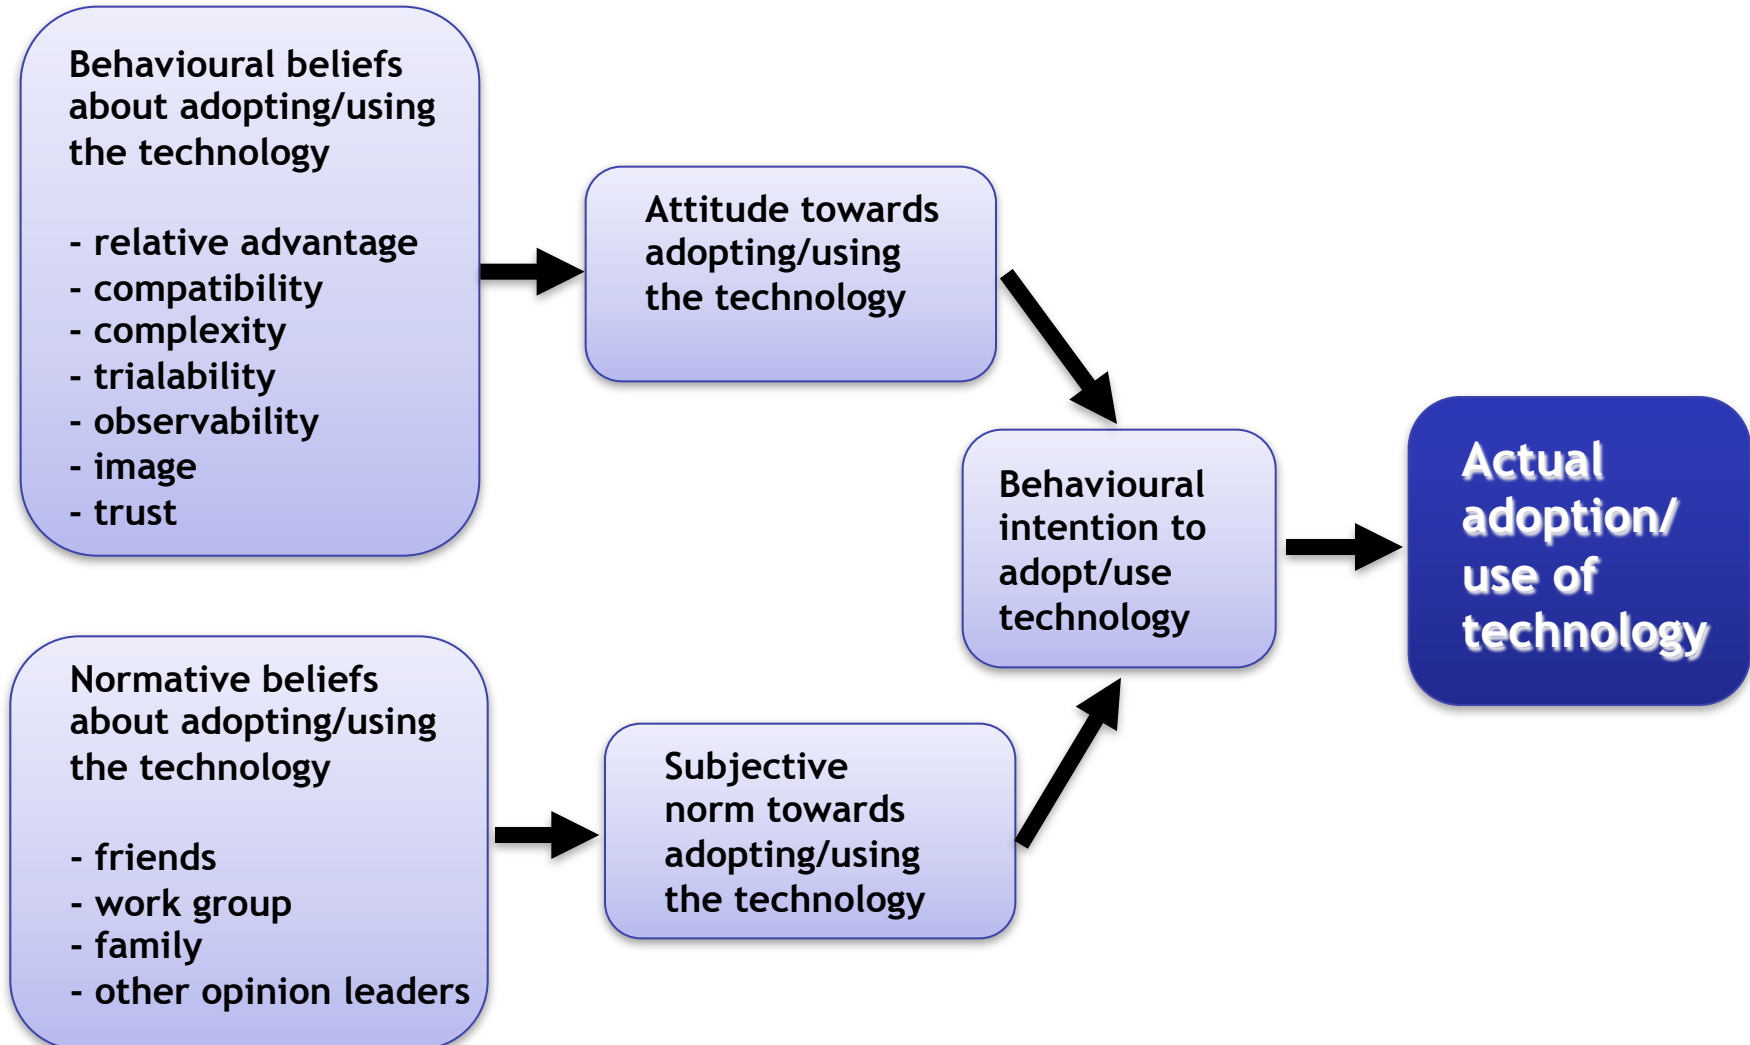 Behavioural beliefs
about adopting/using
the technology
- relative advantage
- compatibility
- complexity
- trialability
- observability
- image
- trust
Attitude towards
adopting/using
the technology
Behavioural
intention to
adopt/use
technology
Actual
adoption/
use of
technology
Normative beliefs
about adopting/using
the technology
- friends
- work group
- family
- other opinion leaders
Subjective
norm towards
adopting/using
the technology